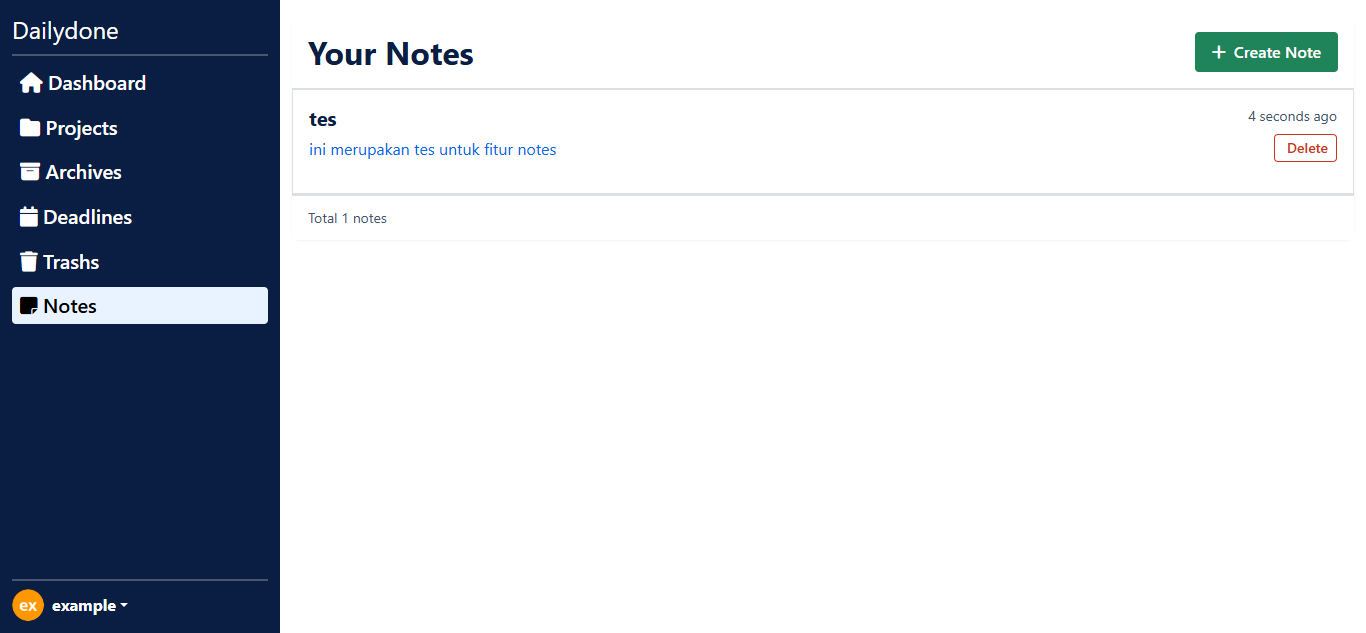 Dailydone
Dashboard
Projects
Archives
Deadlines
Trashs
Notes
ex example
Your Notes
Create Note
tes
4 seconds ago
ini merupakan tes untuk fitur notes
Delete
Total 1 notes